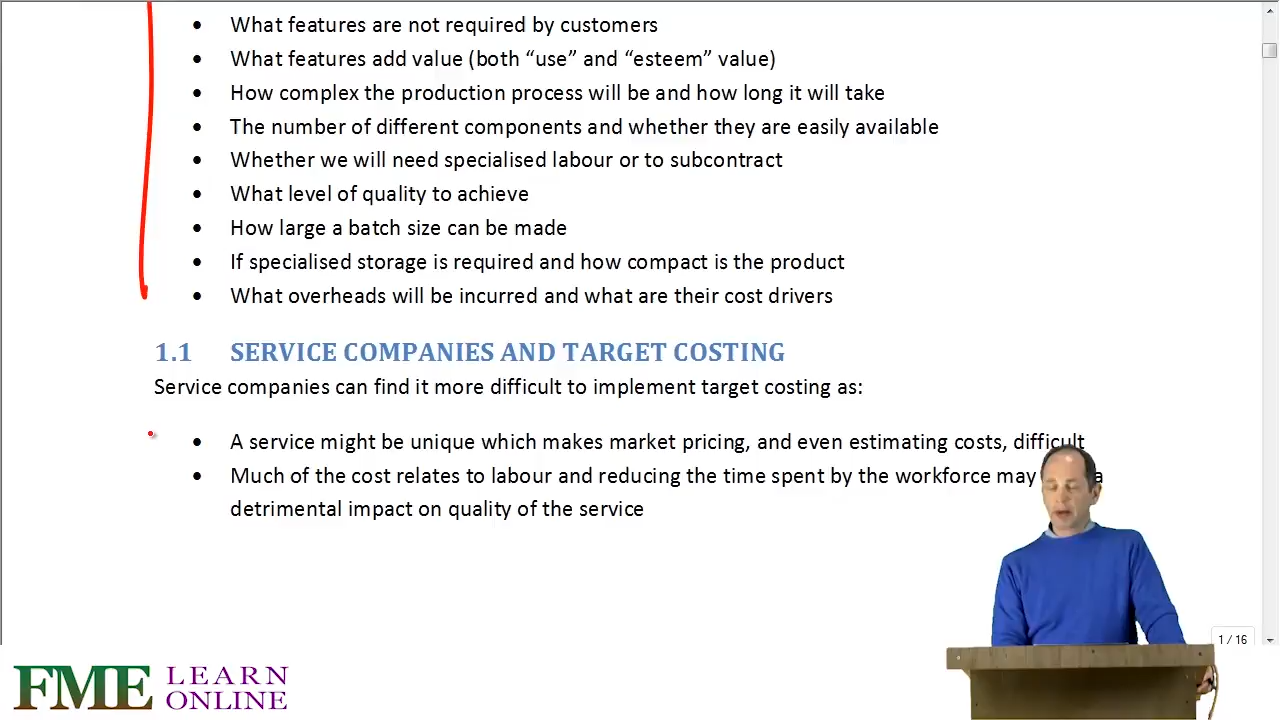 What features are not required by customers
What features add value (both “use” and “esteem” value)
How complex the production process will be and how long it will take
The number of different components and whether they are easily available
Whether we will need specialised labour or to subcontract
What level of quality to achieve
How large a batch size can be made
If specialised storage is required and how compact is the product
What overheads will be incurred and what are their cost drivers
1.1 SERVICE COMPANIES AND TARGET COSTING
Service companies can find it more difficult to implement target costing as:
A service might be unique which makes market pricing, and even estimating costs, difficult
Much of the cost relates to labour and reducing the time spent by the workforce may a
detrimental impact on quality of the service
1 / 16
FME LEARN
ONLINE